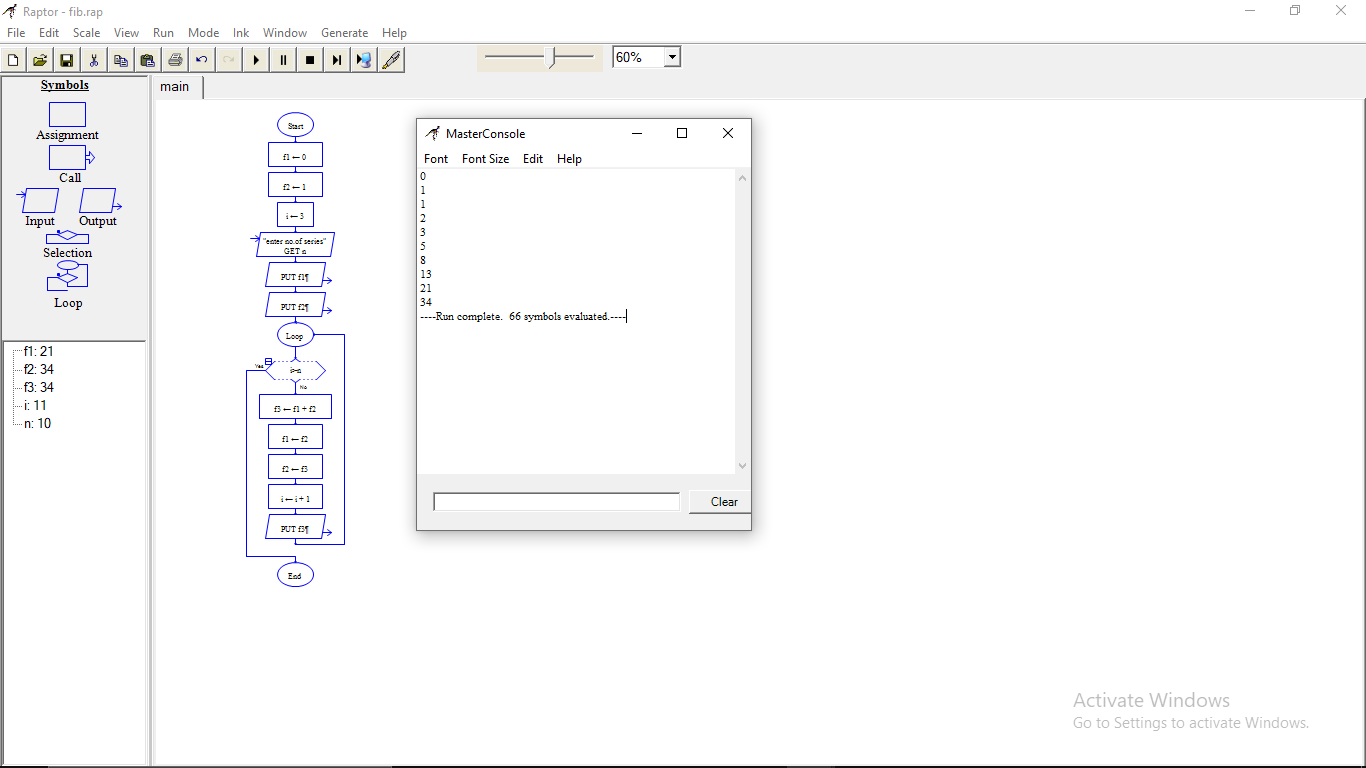 Raptor - fib.rap
File Edit Scale View Run Mode Ink Window Generate Help
60%
Symbols
Assignment
Call
Input Output
Selection
Loop
f1: 21
f2: 34
f3: 34
i: 11
n: 10
main
Start
f1 ← 0
f2 ← 1
i ← 3
"enter no.of series"
GET n
PUT f1¶
PUT f2¶
Loop
Yes
i>n
No
f3 ← f1 + f2
f1 ← f2
f2 ← f3
i ← i + 1
PUT f3¶
End
MasterConsole
Font Font Size Edit Help
0
1
1
2
3
5
8
13
21
34
----Run complete. 66 symbols evaluated.----
Clear
Activate Windows
Go to Settings to activate Windows.